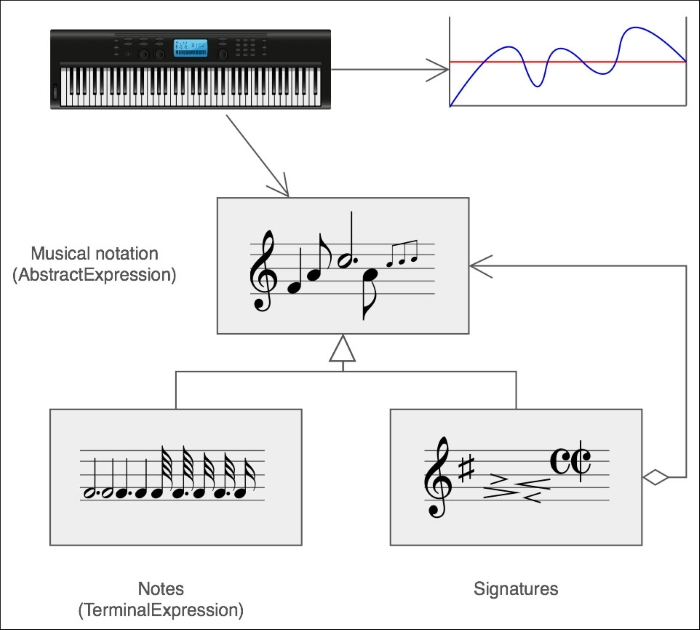 Musical notation
(AbstractExpression)
Notes
(TerminalExpression)
Signatures